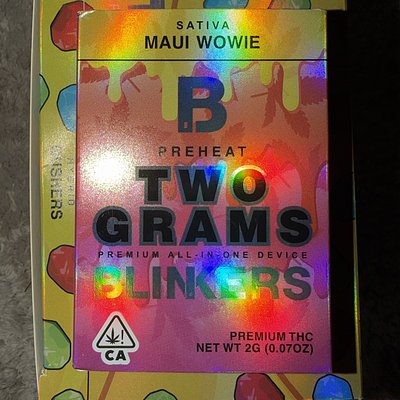 SATIVA
MAUI WOWIE
B
PREHEAT
TWO
GRAMS
PREMIUM ALL-IN-ONE DEVICE
BLINKERS
!
CA
PREMIUM THC
NET WT 2G (0.07OZ)